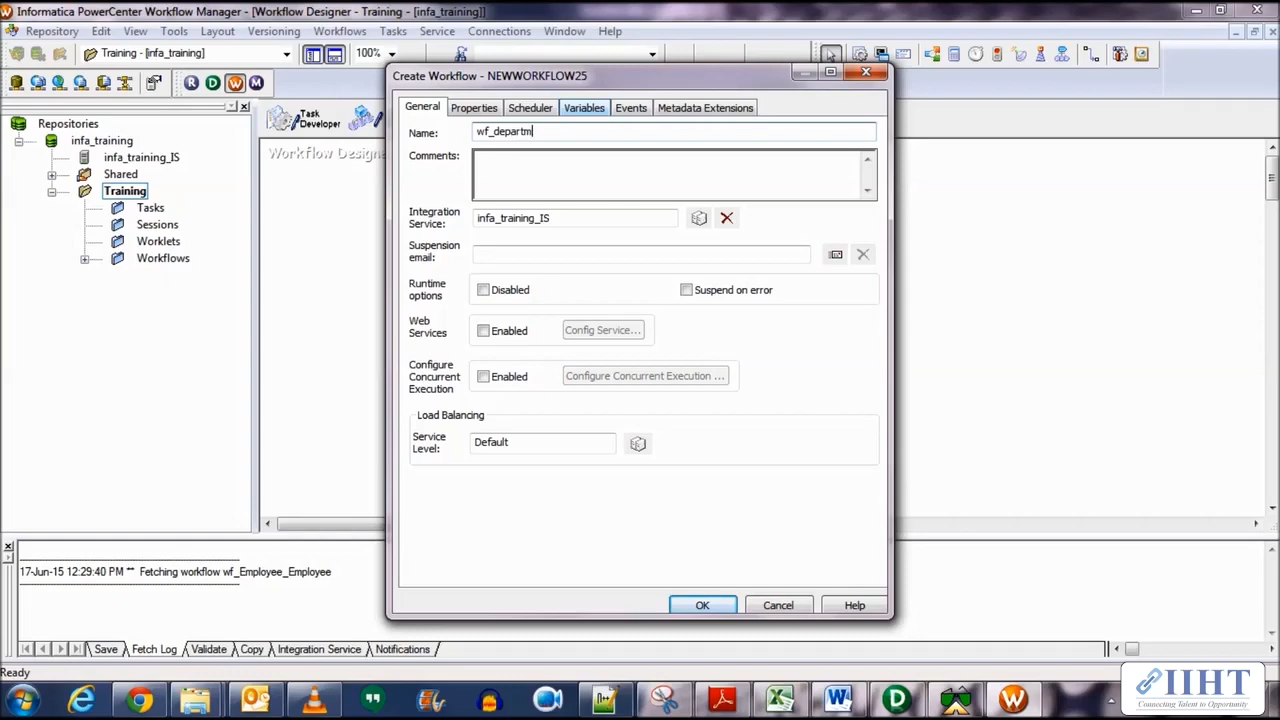 Informatica PowerCenter Workflow Manager - [Workflow Designer - Training - [infa_training]]
Repository Edit View Tools Layout Versioning Workflows Tasks Service Connections Window Help
Training - [infa_training] 100%
R D W M
Create Workflow - NEWWORKFLOW25
General Properties Scheduler Variables Events Metadata Extensions
Repositories
infa_training
infa_training_IS
Shared
Training
Tasks
Sessions
Worklets
Workflows
Task
Developer
Workflow Designe
Name: wf_departm
Comments:
Integration
Service: infa_training_IS
Suspension
email:
Runtime
options Disabled Suspend on error
Web
Services Enabled Config Service...
Configure
Concurrent
Execution Enabled Configure Concurrent Execution ...
Load Balancing
Service
Level: Default
OK Cancel Help
17-Jun-15 12:29:40 PM ** Fetching workflow wf_Employee_Employee
Save Fetch Log Validate Copy Integration Service Notifications
Ready
IIHT
Connecting Talent to Opportunity